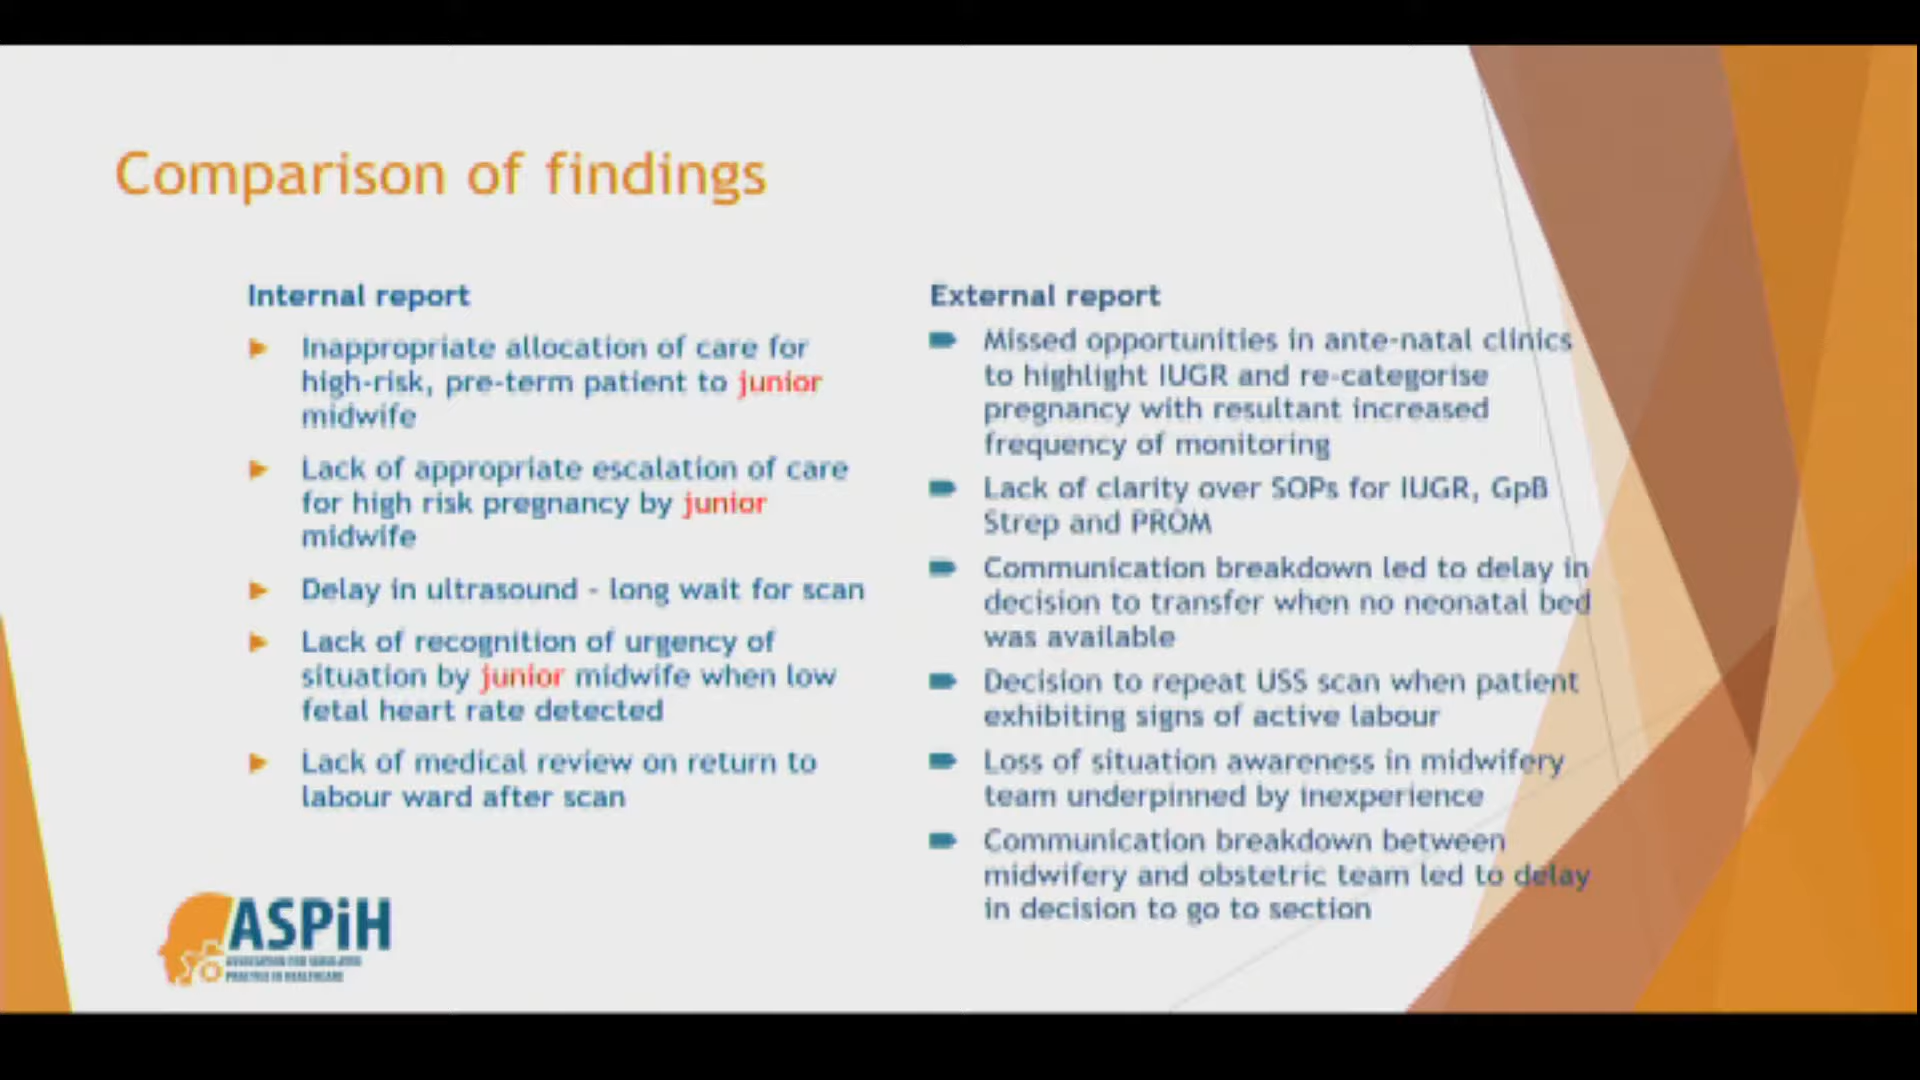 Comparison of findings
Internal report
Inappropriate allocation of care for
high-risk, pre-term patient to junior
midwife
Lack of appropriate escalation of care
for high risk pregnancy by junior
midwife
Delay in ultrasound - long wait for scan
Lack of recognition of urgency of
situation by junior midwife when low
fetal heart rate detected
Lack of medical review on return to
labour ward after scan
External report
Missed opportunities in ante-natal clinics
to highlight IUGR and re-categorise
pregnancy with resultant increased
frequency of monitoring
Lack of clarity over SOPs for IUGR, GpB
Strep and PROM
Communication breakdown led to delay in
decision to transfer when no neonatal bed
was available
Decision to repeat USS scan when patient
exhibiting signs of active labour
Loss of situation awareness in midwifery
team underpinned by inexperience
Communication breakdown between
midwifery and obstetric team led to delay
in decision to go to section
ASPiH
ASSOCIATION FOR SIMULATED
PRACTICE IN HEALTHCARE